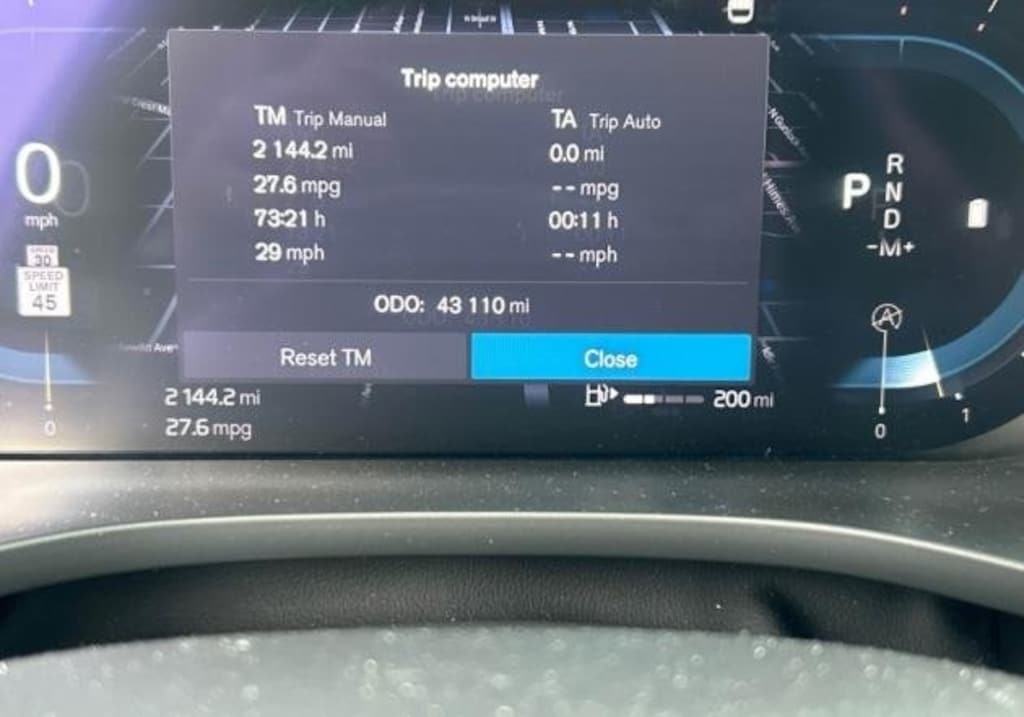 Trip computer
TM Trip Manual
2 144.2 mi
27.6 mpg
73:21 h
29 mph
TA Trip Auto
0.0 mi
-- mpg
00:11 h
-- mph
ODO: 43 110 mi
Reset TM
Close
0
mph
30
SPEED
LIMIT
45
0
2 144.2 mi
27.6 mpg
200 mi
P
R
N
D
-M+
A
0
1